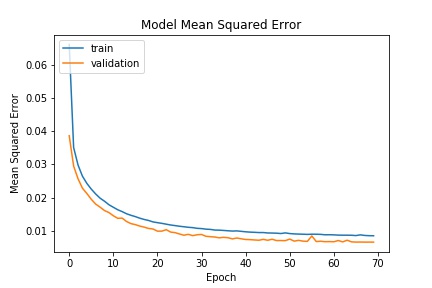 Model Mean Squared Error
train
validation
Mean Squared Error
0.06
0.05
0.04
0.03
0.02
0.01
0 10 20 30 40 50 60 70
Epoch